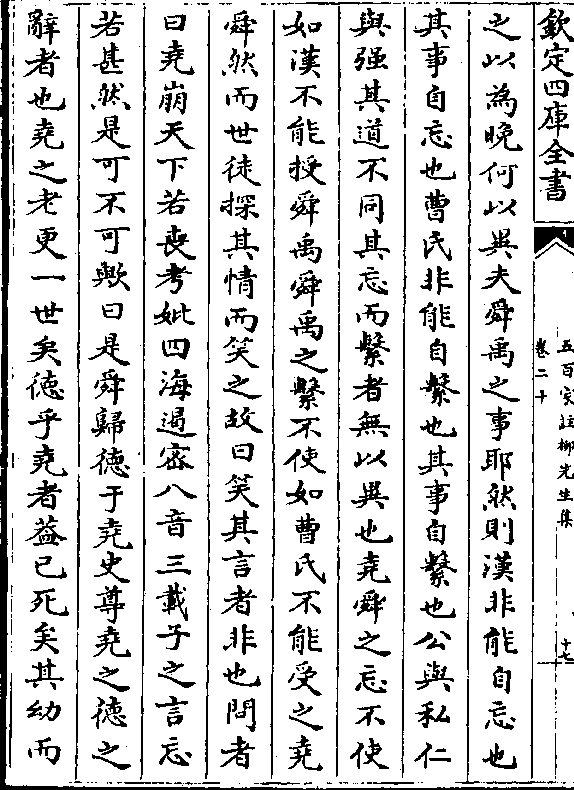 欽定四庫全書
五百家註柳先生集
卷二十
十七
之以為晚何以異夫舜禹之事耶然則漢非能自忘也
其事自忘也曹氏非能自繫也其事自繫也公與私仁
與强其道不同其忘而繫者無以異也堯舜之忘不使
如漢不能授舜禹舜禹之繫不使如曹氏不能受之堯
舜然而世徒探其情而笑之故曰笑其言者非也問者
曰堯崩天下若喪考妣四海遏密八音三載子之言忘
若甚然是可不可歟曰是舜歸德于堯史尊堯之德之
辭者也堯之老更一世矣德乎堯者葢已死矣其幼而